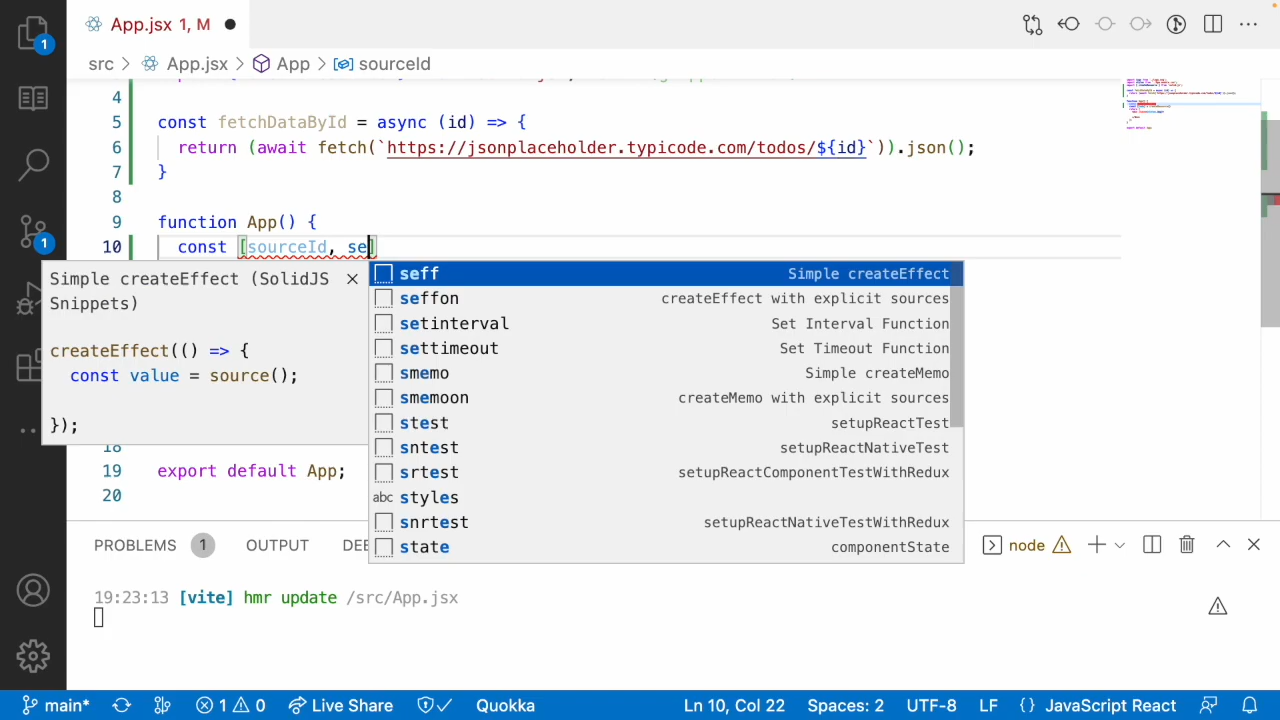 1
App.jsx 1, M
src > App.jsx > App > sourceId
4
5 const fetchDataById = async (id) => {
6 return (await fetch(`https://jsonplaceholder.typicode.com/todos/${id}`)).json();
7 }
8
9 function App() {
10 const [sourceId, se]
1
Simple createEffect (SolidJS
Snippets)
createEffect(() => {
const value = source();
});
seff Simple createEffect
seffon createEffect with explicit sources
setinterval Set Interval Function
settimeout Set Timeout Function
smemo Simple createMemo
smemoon createMemo with explicit sources
stest setupReactTest
sntest setupReactNativeTest
srtest setupReactComponentTestWithRedux
abc styles
snrtest setupReactNativeTestWithRedux
state componentState
18
19 export default App;
20
PROBLEMS 1 OUTPUT DE
node
19:23:13 [vite] hmr update /src/App.jsx
main* 1 0 Live Share Quokka Ln 10, Col 22 Spaces: 2 UTF-8 LF {} JavaScript React